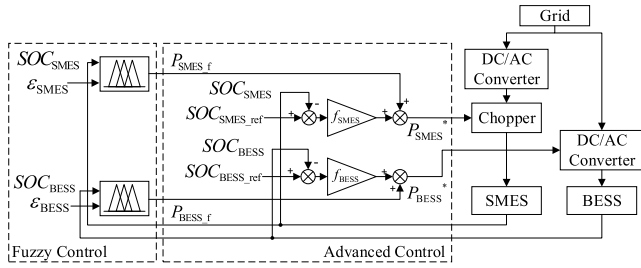 Grid
DC/AC
Converter
Chopper
DC/AC
Converter
SMES
BESS
SOC_SMES
ε_SMES
P_SMES_f
SOC_SMES
SOC_SMES_ref
f_SMES
P_SMES*
SOC_BESS
SOC_BESS_ref
f_BESS
P_BESS*
SOC_BESS
ε_BESS
P_BESS_f
Fuzzy Control
Advanced Control